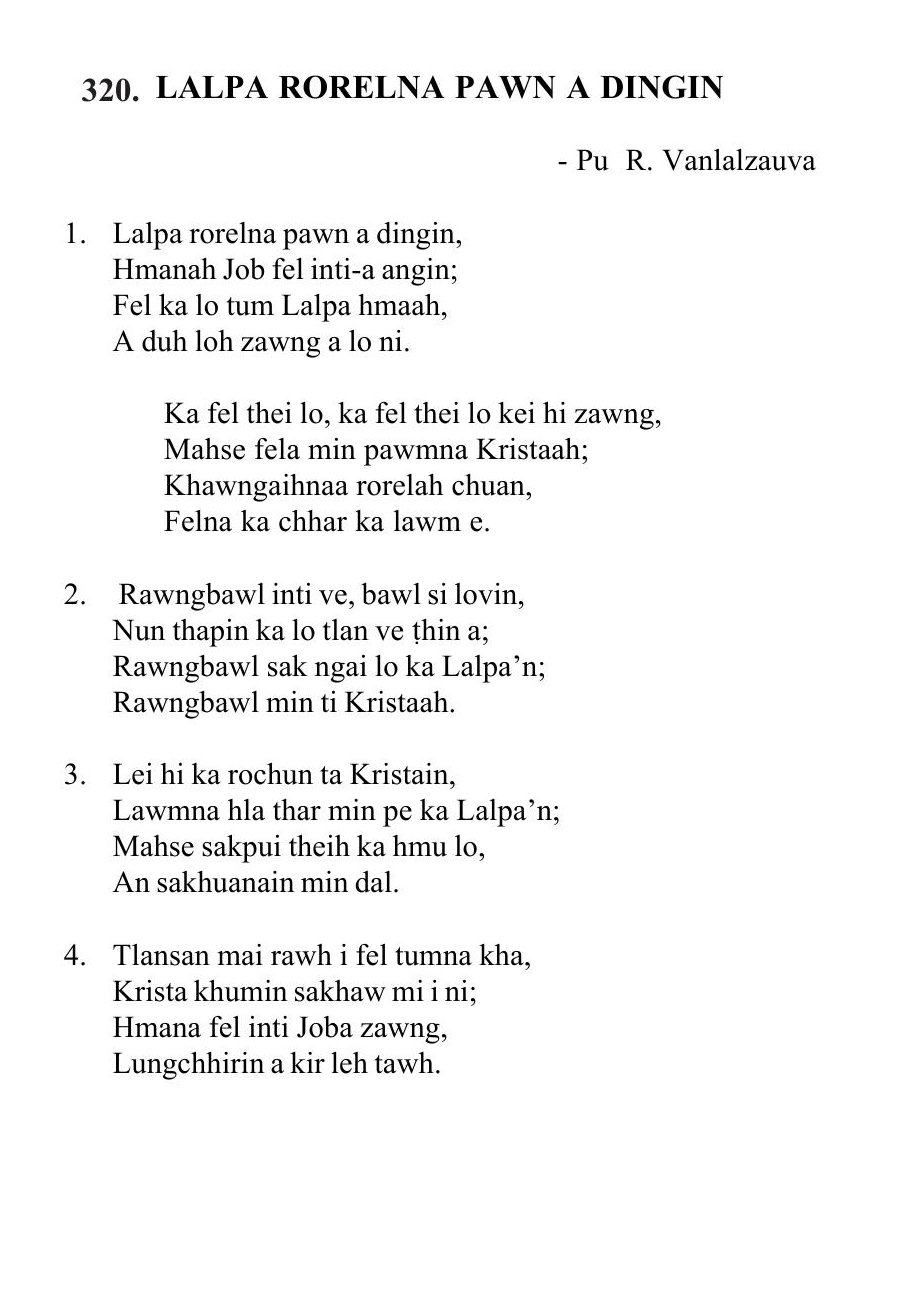 320. LALPA RORELNA PAWN A DINGIN
- Pu R. Vanlalzauva
1. Lalpa rorelna pawn a dingin,
Hmanah Job fel inti-a angin;
Fel ka lo tum Lalpa hmaah,
A duh loh zawng a lo ni.
Ka fel thei lo, ka fel thei lo kei hi zawng,
Mahse fela min pawmna Kristaah;
Khawngaihnaa rorelah chuan,
Felna ka chhar ka lawm e.
2. Rawngbawl inti ve, bawl si lovin,
Nun thapin ka lo tlan ve ṭhin a;
Rawngbawl sak ngai lo ka Lalpa’n;
Rawngbawl min ti Kristaah.
3. Lei hi ka rochun ta Kristain,
Lawmna hla thar min pe ka Lalpa’n;
Mahse sakpui theih ka hmu lo,
An sakhuanain min dal.
4. Tlansan mai rawh i fel tumna kha,
Krista khumin sakhaw mi i ni;
Hmana fel inti Joba zawng,
Lungchhirin a kir leh tawh.